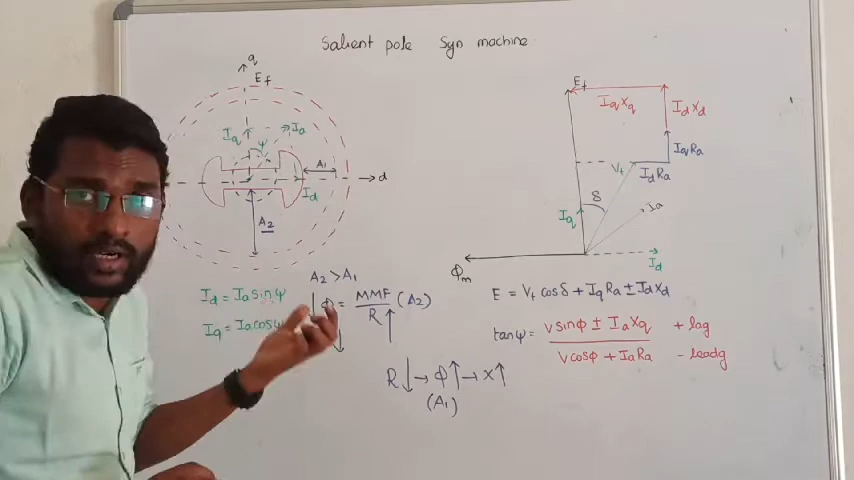 Salient pole Syn machine
q
Ef
Iq
ψ
Ia
A1
d
Id
A2
A2 > A1
Id = Ia sinψ
ϕ = MMF / R (A2)
Iq = Ia cosψ
R↓ → Φ↑ → X↑
(A1)
Ef
Iq Xq
Id Xd
Iq Ra
Vt
Id Ra
δ
Iq
Ia
Id
Φm
E = Vt cosδ + Iq Ra ± Id Xd
tanψ = V sinϕ ± Ia Xq / V cosϕ + Ia Ra
+ lag
- leadg